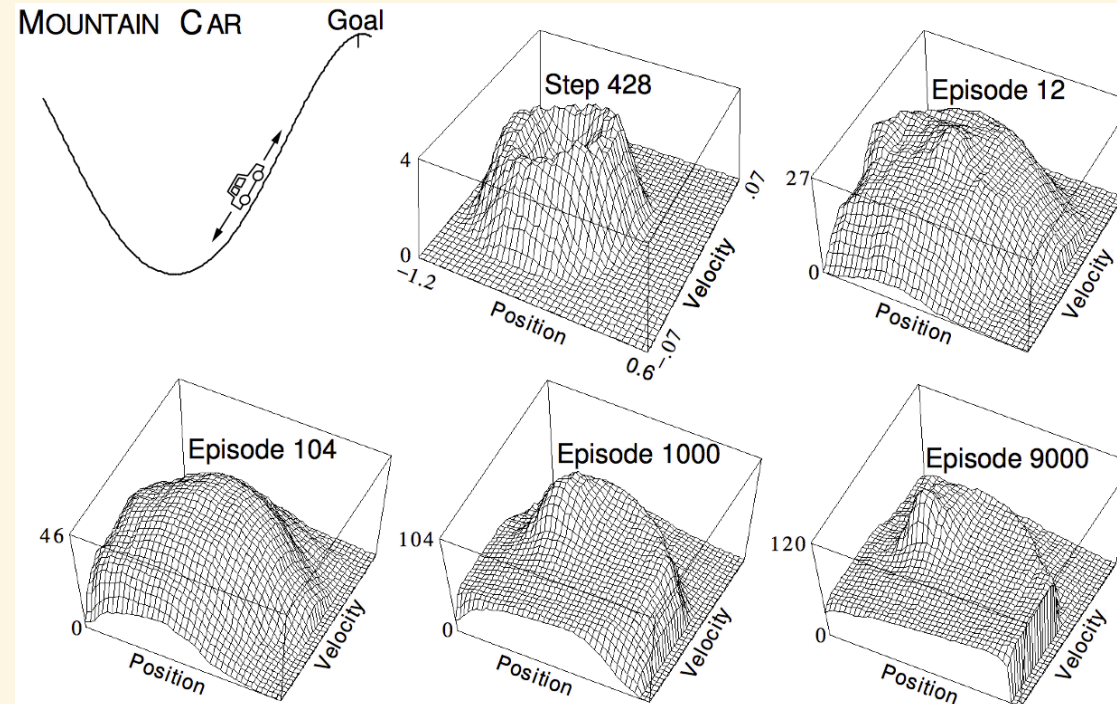 MOUNTAIN CAR
Goal
Step 428
4
0
−1.2
Position
0.6
−.07
Velocity
.07
Episode 12
27
0
Position
Velocity
Episode 104
46
0
Position
Velocity
Episode 1000
104
0
Position
Velocity
Episode 9000
120
0
Position
Velocity